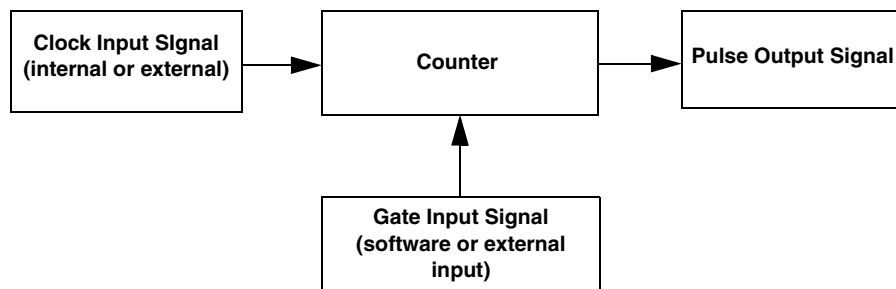 Clock Input SIgnal
(internal or external)
Counter
Pulse Output Signal
Gate Input Signal
(software or external
input)